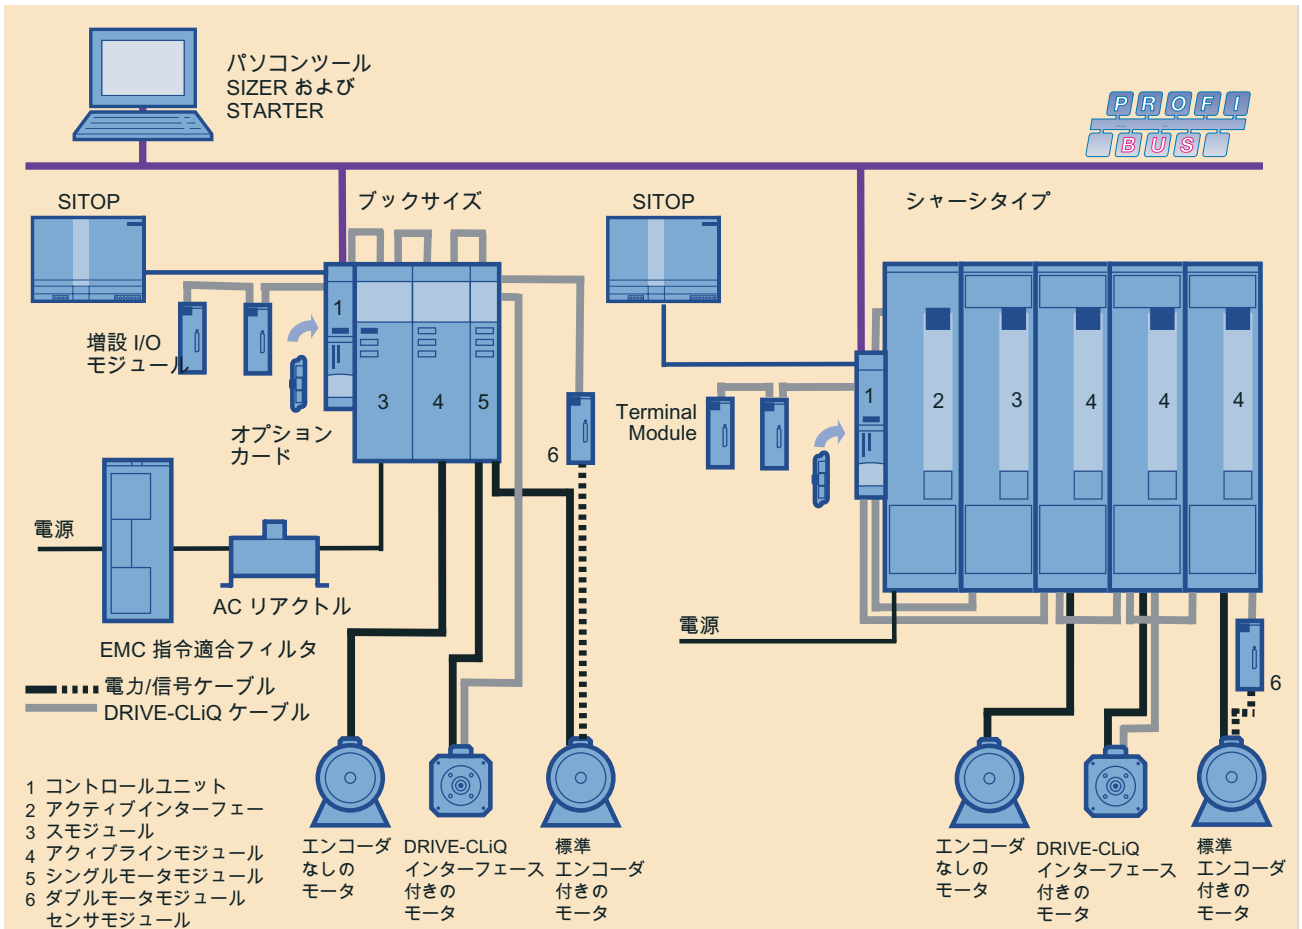 パソコンツール
SIZER および
STARTER
PROFI
BUS
SITOP
ブックサイズ
SITOP
シャーシタイプ
増設 I/O
モジュール
1
3
4
5
オプション
カード
6
Terminal
Module
1
2
3
4
4
4
電源
AC リアクトル
EMC 指令適合フィルタ
電源
6
電力/信号ケーブル
DRIVE-CLiQ ケーブル
1 コントロールユニット
2 アクティブインターフェー
3 スモジュール
4 アクィブラインモジュール
5 シングルモータモジュール
6 ダブルモータモジュール
センサモジュール
エンコーダ
なしの
モータ
DRIVE-CLiQ
インターフェース
付きの
モータ
標準
エンコーダ
付きの
モータ
エンコーダ
なしの
モータ
DRIVE-CLiQ
インターフェース
付きの
モータ
標準
エンコーダ
付きの
モータ